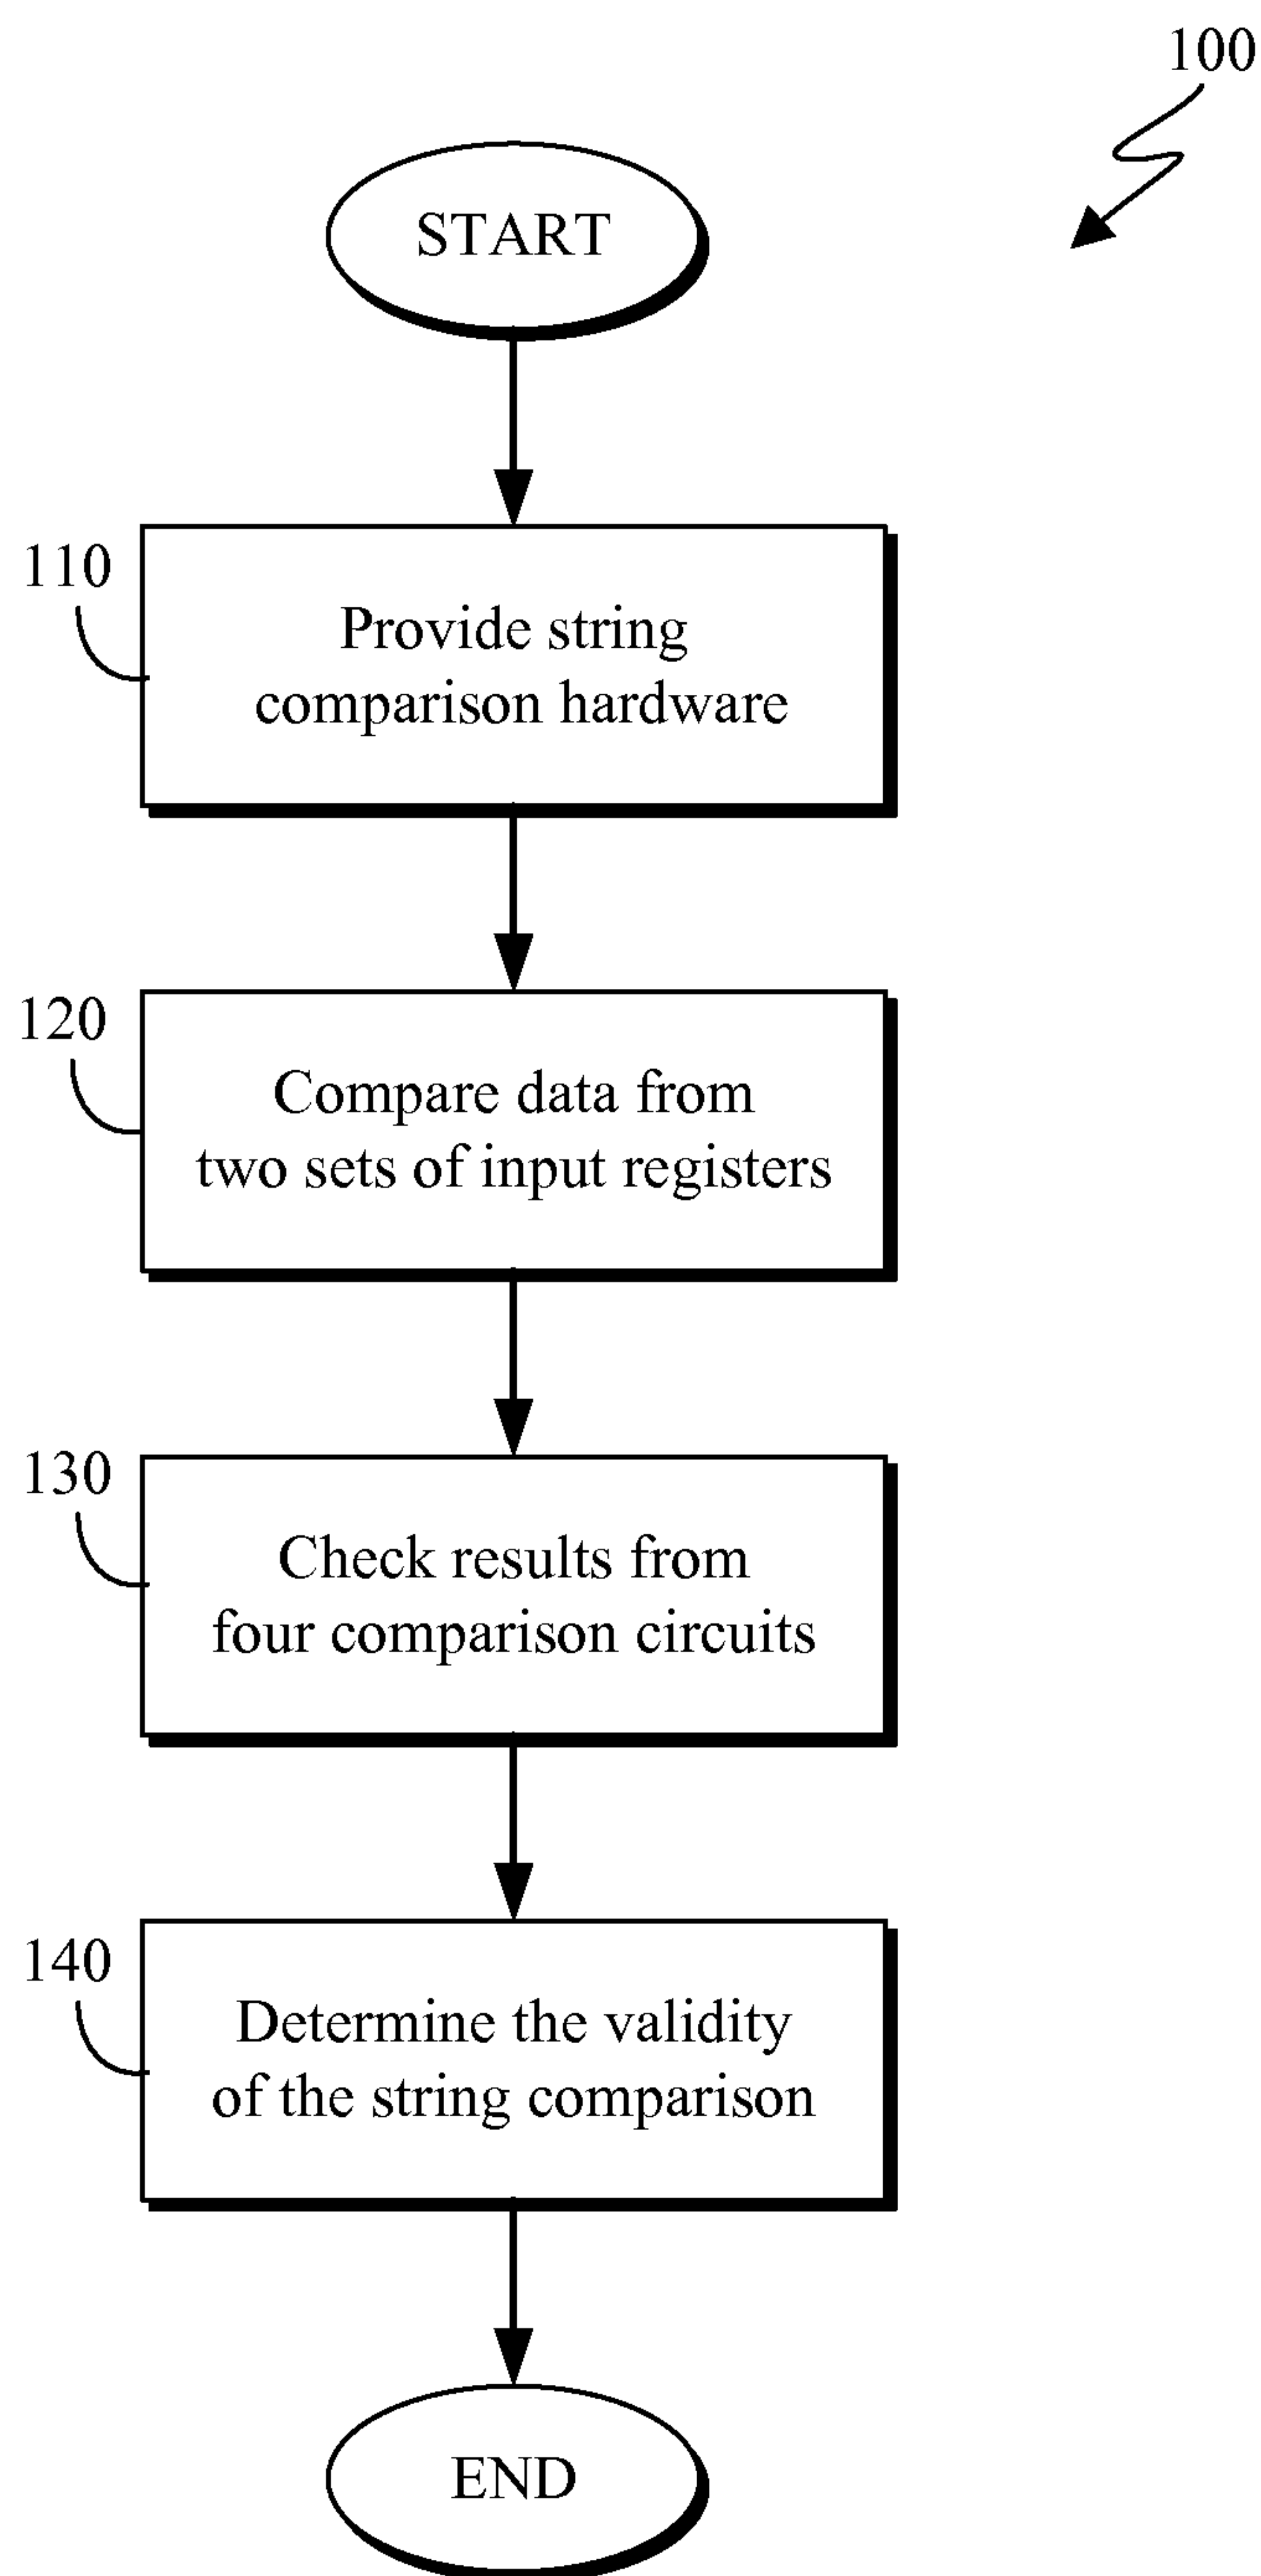 100
START
110
Provide string
comparison hardware
120
Compare data from
two sets of input registers
130
Check results from
four comparison circuits
140
Determine the validity
of the string comparison
END